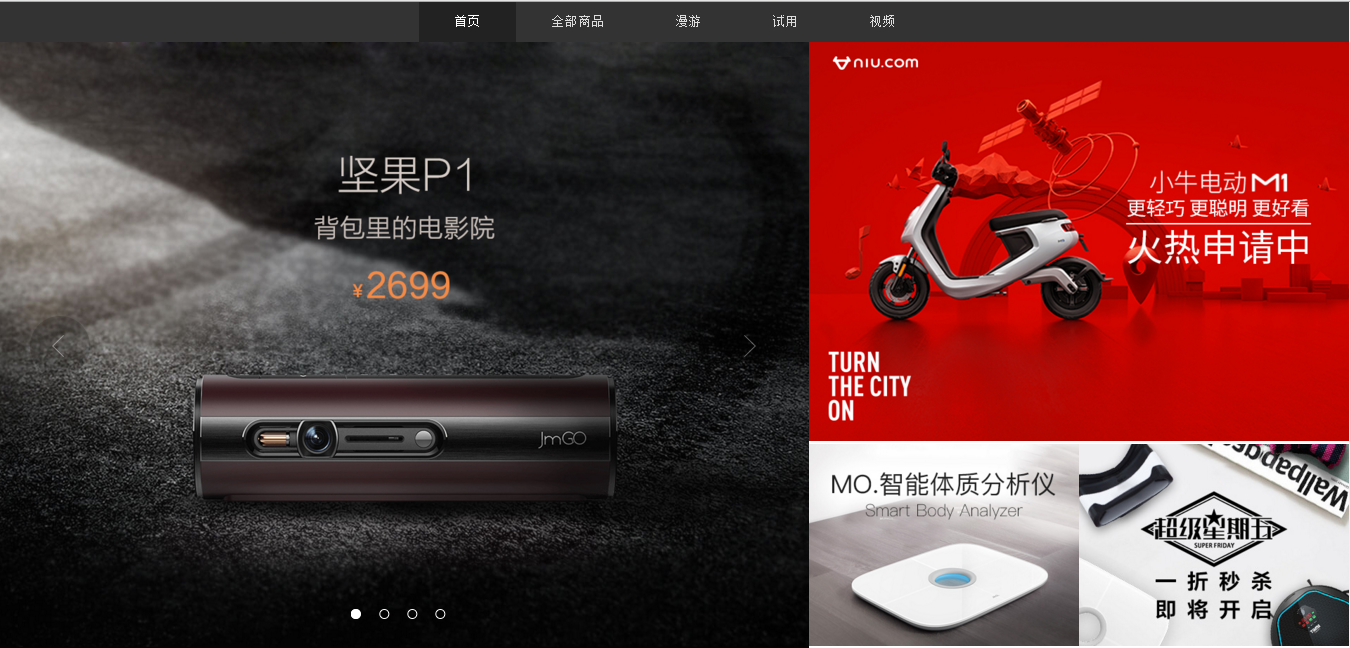 首页
全部商品
漫游
试用
视频
坚果P1
背包里的电影院
¥2699
JmGO
niu.com
小牛电动M1
更轻巧 更聪明 更好看
火热申请中
TURN
THE CITY
ON
MO.智能体质分析仪
Smart Body Analyzer
Wallpaper
超级星期五
SUPER FRIDAY
一折秒杀
即将开启